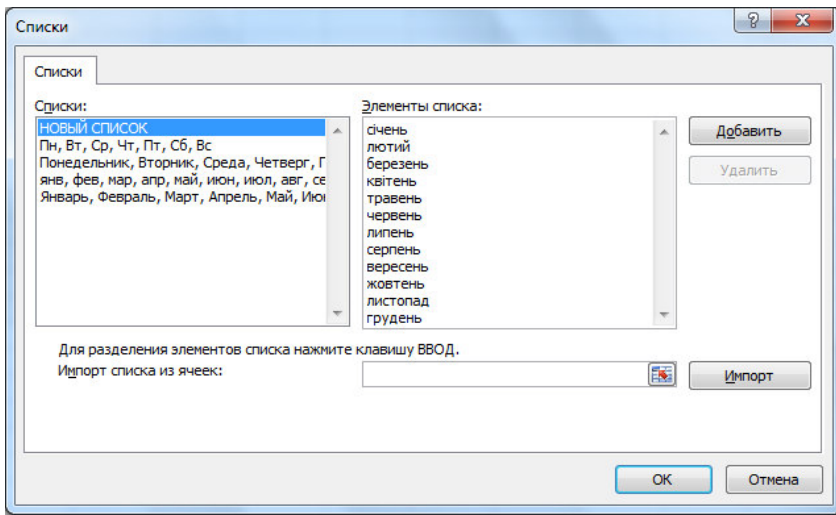 Списки
Списки
Списки:
НОВЫЙ СПИСОК
Пн, Вт, Ср, Чт, Пт, Сб, Вс
Понедельник, Вторник, Среда, Четверг, П
янв, фев, мар, апр, май, июн, июл, авг, се
Январь, Февраль, Март, Апрель, Май, Июн
Элементы списка:
січень
лютий
березень
квітень
травень
червень
липень
серпень
вересень
жовтень
листопад
грудень
Добавить
Удалить
Для разделения элементов списка нажмите клавишу ВВОД.
Импорт списка из ячеек:
Импорт
ОК
Отмена